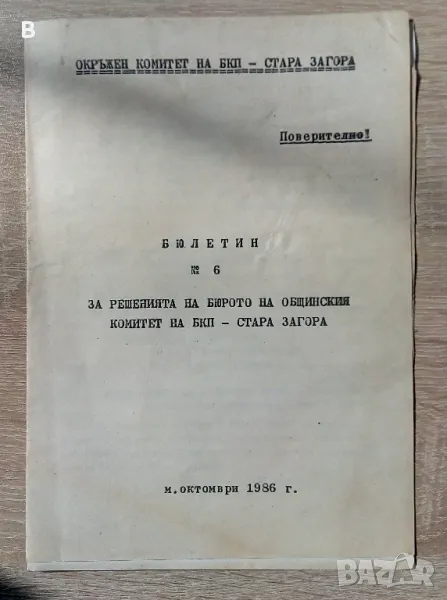 B
ОКРЪЖЕН КОМИТЕТ НА БКП – СТАРА ЗАГОРА
Поверително!
БЮЛЕТИН
№ 6
ЗА РЕШЕНИЯТА НА БЮРОТО НА ОБЩИНСКИЯ
КОМИТЕТ НА БКП – СТАРА ЗАГОРА
м.октомври 1986 г.
BAZAR